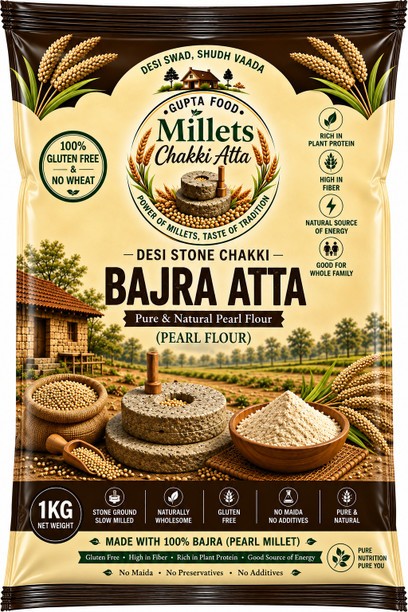 DESI SWAD, SHUDH VAADA
GUPTA FOOD
Millets
Chakki Atta
POWER OF MILLETS, TASTE OF TRADITION
100%
GLUTEN FREE
&
NO WHEAT
RICH IN
PLANT PROTEIN
HIGH IN
FIBER
NATURAL SOURCE
OF ENERGY
GOOD FOR
WHOLE FAMILY
DESI STONE CHAKKI
BAJRA ATTA
Pure & Natural Pearl Flour
(PEARL FLOUR)
1KG
NET WEIGHT
STONE GROUND
SLOW MILLED
NATURALLY
WHOLESOME
GLUTEN
FREE
NO MAIDA
NO ADDITIVES
PURE &
NATURAL
MADE WITH 100% BAJRA (PEARL MILLET)
Gluten Free • High in Fiber • Rich in Plant Protein • Good Source of Energy
No Maida • No Preservatives • No Additives
PURE
NUTRITION
PURE YOU